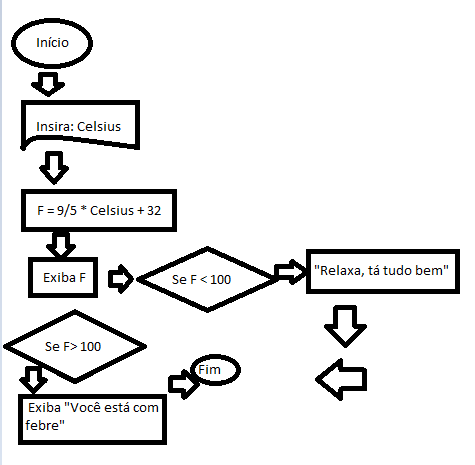 Início
Insira: Celsius
F = 9/5 * Celsius + 32
Exiba F
Se F < 100
"Relaxa, tá tudo bem"
Se F> 100
Exiba "Você está com
febre"
Fim